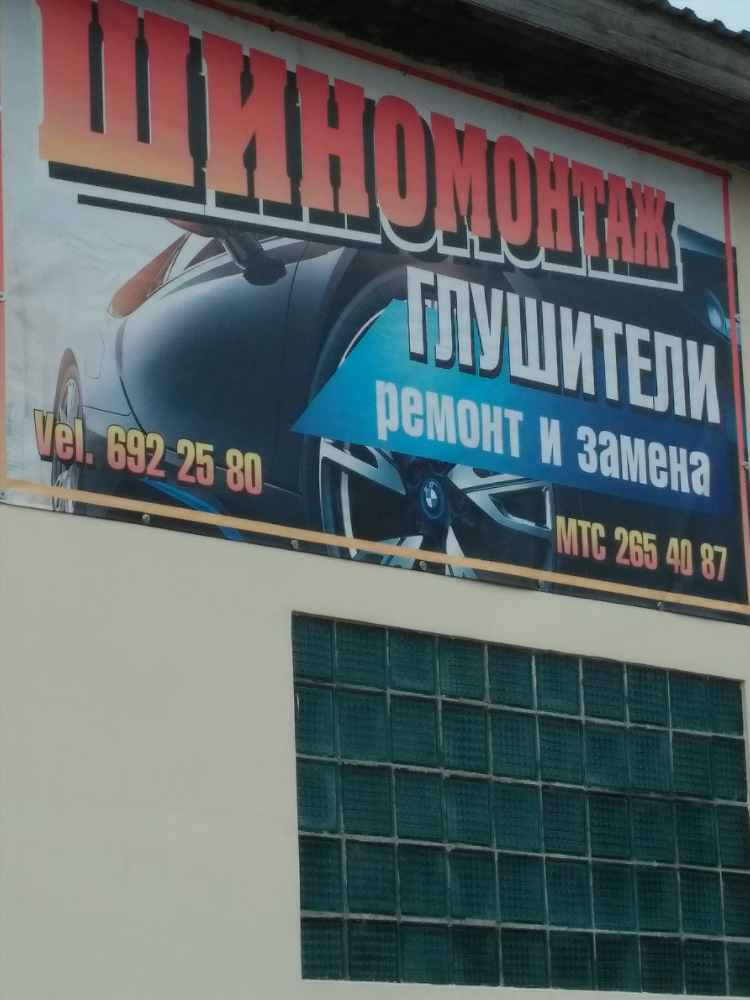 ШИНОМОНТАЖ
ГЛУШИТЕЛИ
ремонт и замена
Vel. 692 25 80
МТС 265 40 87